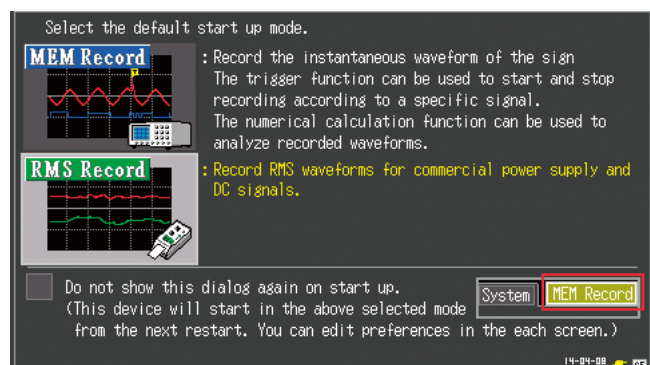 Select the default start up mode.
MEM Record
: Record the instantaneous waveform of the sign
The trigger function can be used to start and stop
recording according to a specific signal.
The numerical calculation function can be used to
analyze recorded waveforms.
RMS Record
: Record RMS waveforms for commercial power supply and
DC signals.
Do not show this dialog again on start up.
(This device will start in the above selected mode
from the next restart. You can edit preferences in the each screen.)
System
MEM Record
14-04-08